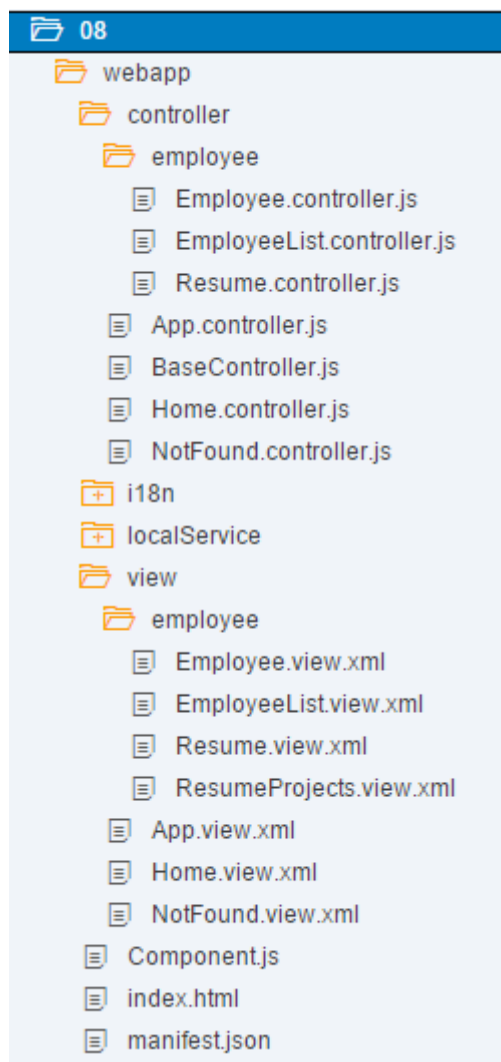 08
webapp
controller
employee
Employee.controller.js
EmployeeList.controller.js
Resume.controller.js
App.controller.js
BaseController.js
Home.controller.js
NotFound.controller.js
i18n
localService
view
employee
Employee.view.xml
EmployeeList.view.xml
Resume.view.xml
ResumeProjects.view.xml
App.view.xml
Home.view.xml
NotFound.view.xml
Component.js
index.html
manifest.json